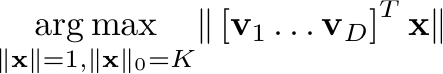 arg max ‖ [𝐯₁ … 𝐯_D]ᵀ 𝐱‖
‖𝐱‖=1,‖𝐱‖₀=K